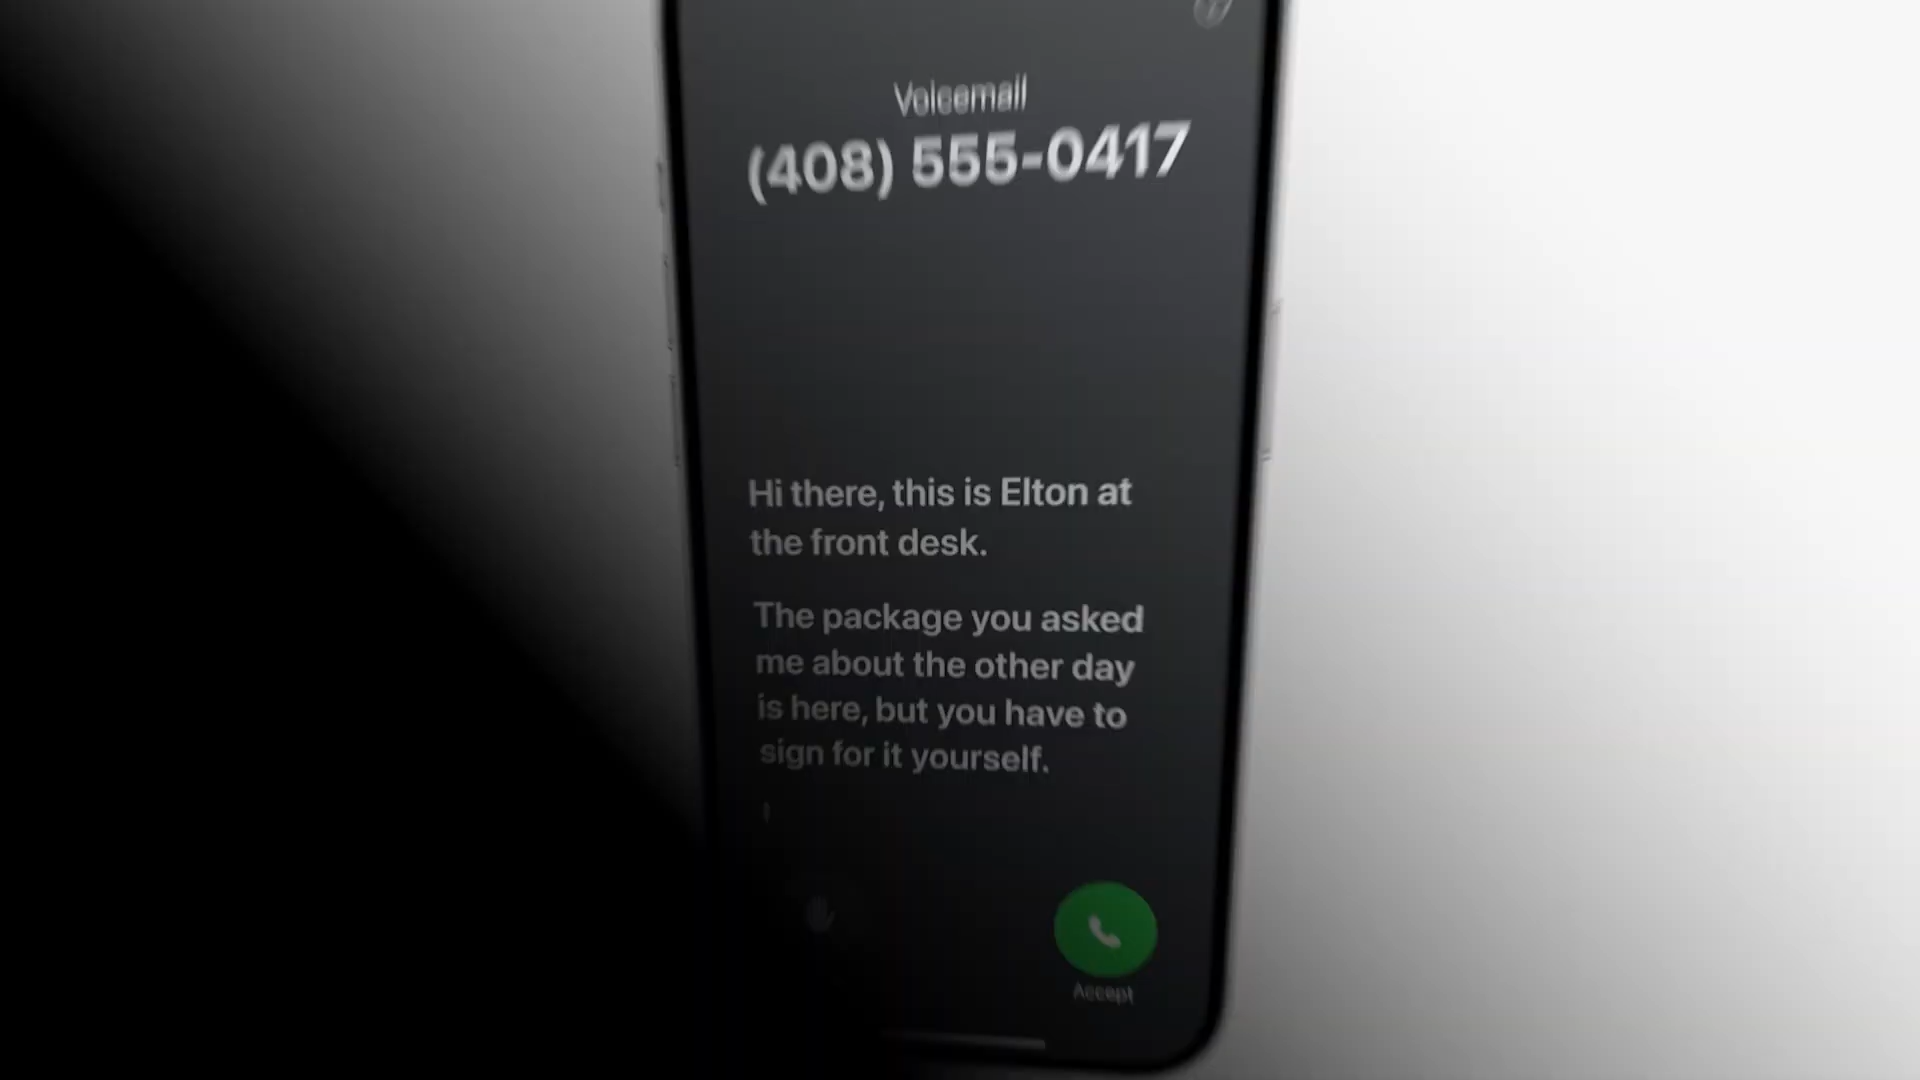 Voicemail
(408) 555-0417
Hi there, this is Elton at
the front desk.
The package you asked
me about the other day
is here, but you have to
sign for it yourself.
Accept